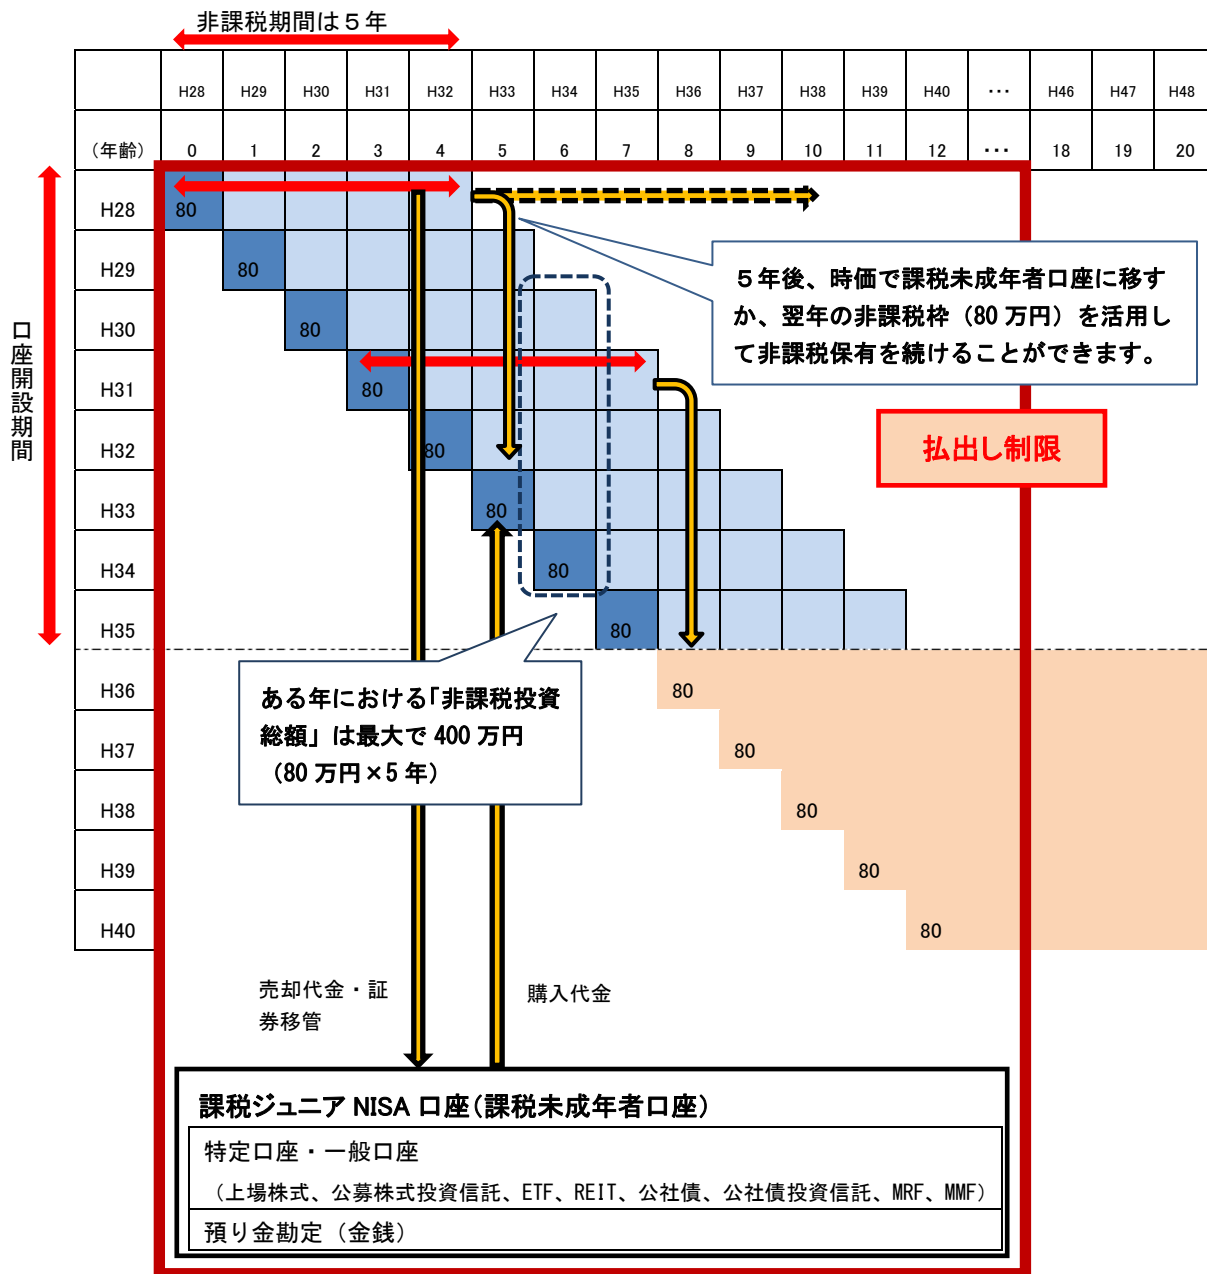 非課税期間は５年
H28 H29 H30 H31 H32 H33 H34 H35 H36 H37 H38 H39 H40 ･･･ H46 H47 H48
（年齢） 0 1 2 3 4 5 6 7 8 9 10 11 12 ･･･ 18 19 20
口座開設期間
H28 80
H29 80
H30 80
H31 80
H32 80
H33 80
H34 80
H35 80
H36 80
H37 80
H38 80
H39 80
H40 80
５年後、時価で課税未成年者口座に移す
か、翌年の非課税枠（80 万円）を活用し
て非課税保有を続けることができます。
払出し制限
ある年における｢非課税投資
総額」は最大で 400 万円
（80 万円×5 年）
売却代金・証
券移管
購入代金
課税ジュニア NISA 口座（課税未成年者口座）
特定口座・一般口座
（上場株式、公募株式投資信託、ETF、REIT、公社債、公社債投資信託、MRF、MMF）
預り金勘定（金銭）